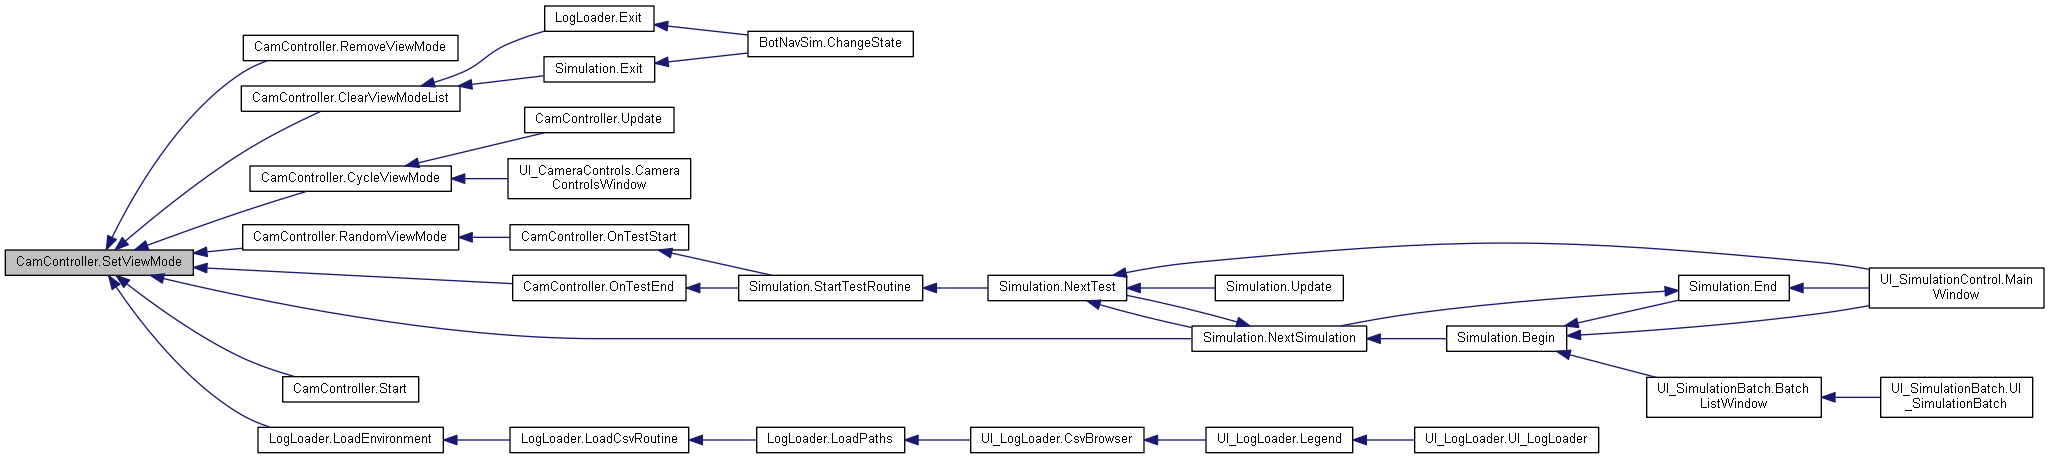 LogLoader.Exit
CamController.RemoveViewMode
BotNavSim.ChangeState
Simulation.Exit
CamController.ClearViewModeList
CamController.Update
CamController.CycleViewMode
UI_CameraControls.Camera
ControlsWindow
CamController.RandomViewMode
CamController.OnTestStart
CamController.SetViewMode
CamController.OnTestEnd
Simulation.StartTestRoutine
Simulation.NextTest
Simulation.Update
Simulation.End
UI_SimulationControl.Main
Window
Simulation.NextSimulation
Simulation.Begin
CamController.Start
UI_SimulationBatch.Batch
ListWindow
UI_SimulationBatch.UI
_SimulationBatch
LogLoader.LoadEnvironment
LogLoader.LoadCsvRoutine
LogLoader.LoadPaths
UI_LogLoader.CsvBrowser
UI_LogLoader.Legend
UI_LogLoader.UI_LogLoader